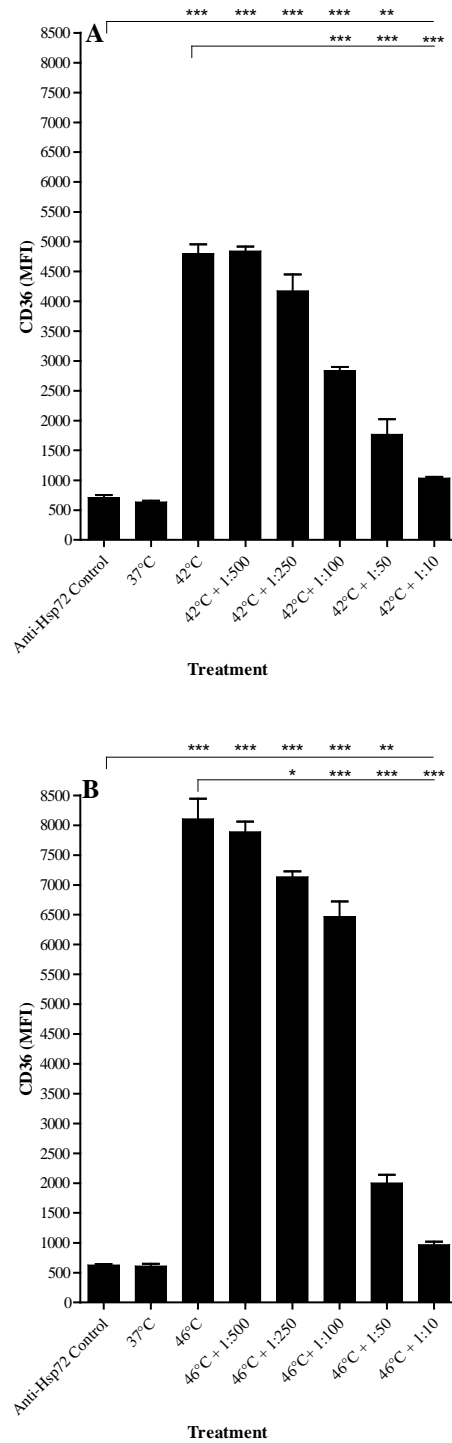 *** *** *** *** **
*** *** ***
A
8500
8000
7500
7000
6500
6000
5500
5000
4500
4000
3500
3000
2500
2000
1500
1000
500
0
CD36 (MFI)
Anti-Hsp72 Control
37°C
42°C
42°C + 1:500
42°C + 1:250
42°C+ 1:100
42°C + 1:50
42°C + 1:10
Treatment
*** *** *** *** **
* *** *** ***
B
8500
8000
7500
7000
6500
6000
5500
5000
4500
4000
3500
3000
2500
2000
1500
1000
500
0
CD36 (MFI)
Anti-Hsp72 Control
37°C
46°C
46°C + 1:500
46°C + 1:250
46°C+ 1:100
46°C + 1:50
46°C + 1:10
Treatment